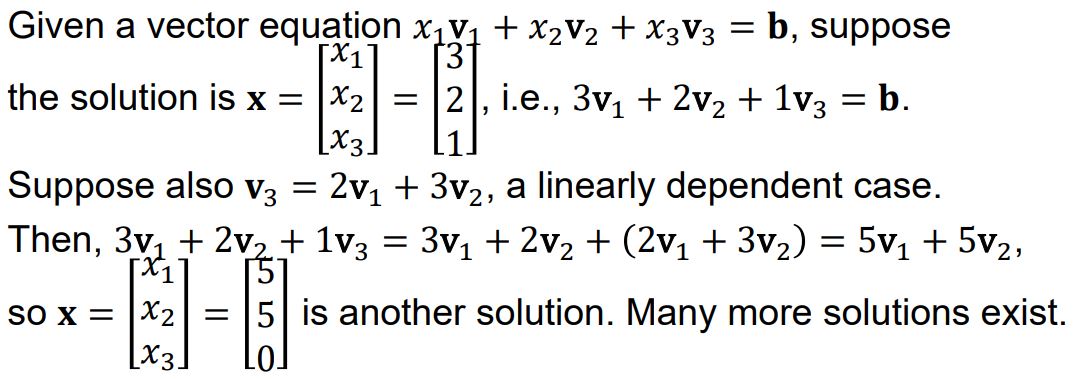 Given a vector equation x₁v₁ + x₂v₂ + x₃v₃ = b, suppose
the solution is x = [x₁ x₂ x₃] = [3 2 1], i.e., 3v₁ + 2v₂ + 1v₃ = b.
Suppose also v₃ = 2v₁ + 3v₂, a linearly dependent case.
Then, 3v₁ + 2v₂ + 1v₃ = 3v₁ + 2v₂ + (2v₁ + 3v₂) = 5v₁ + 5v₂,
so x = [x₁ x₂ x₃] = [5 5 0] is another solution. Many more solutions exist.